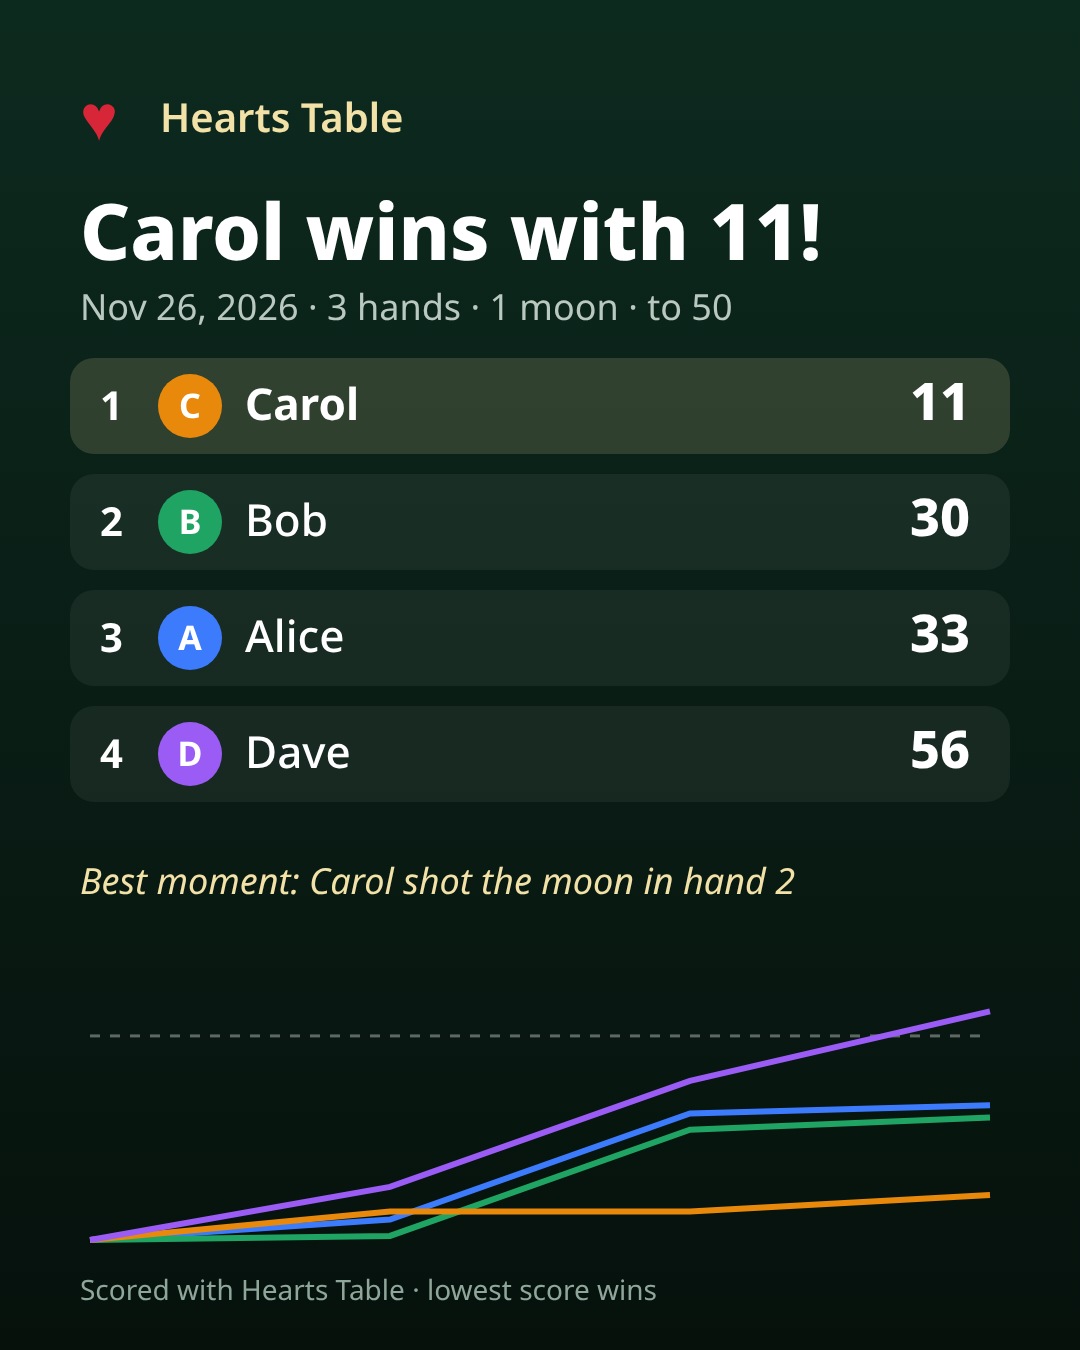 ♥ Hearts Table
Carol wins with 11!
Nov 26, 2026 · 3 hands · 1 moon · to 50
1 C Carol 11
2 B Bob 30
3 A Alice 33
4 D Dave 56
Best moment: Carol shot the moon in hand 2
Scored with Hearts Table · lowest score wins